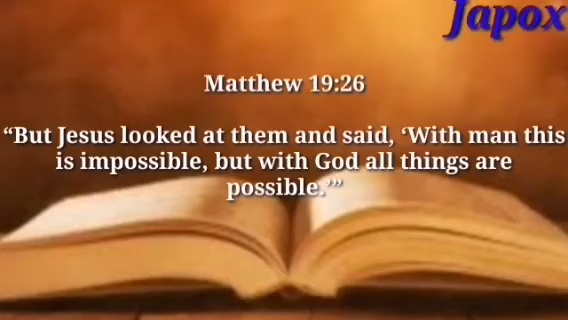 Japox
Matthew 19:26
“But Jesus looked at them and said, ‘With man this
is impossible, but with God all things are
possible.’”